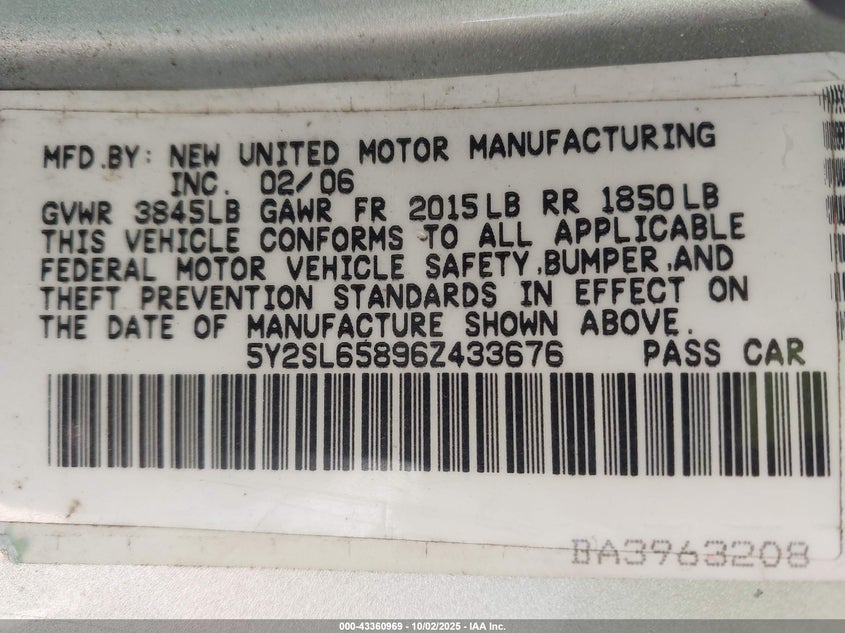 MFD.BY: NEW UNITED MOTOR MANUFACTURING
INC. 02/06
GVWR 3845LB GAWR FR 2015LB RR 1850LB
THIS VEHICLE CONFORMS TO ALL APPLICABLE
FEDERAL MOTOR VEHICLE SAFETY,BUMPER,AND
THEFT PREVENTION STANDARDS IN EFFECT ON
THE DATE OF MANUFACTURE SHOWN ABOVE.
5Y2SL65896Z433676 PASS CAR
BA3963208
000-43360969 | 10/02/2025 - IAA Inc.